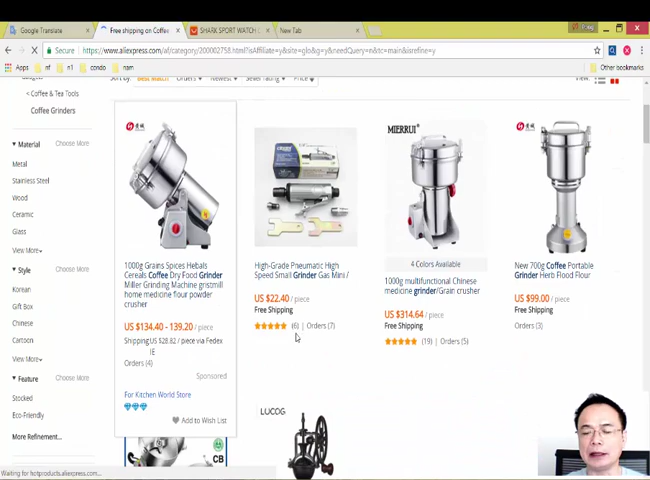 Google Translate
Free shipping on Coffee
SHARK SPORT WATCH
New Tab
Secure
https://www.aliexpress.com/af/category/200002758.html?isAffiliate=y&site=glo&g=y&needQuery=n&tc=main&isrefine=y
Apps
nf
n1
condo
nam
Other bookmarks
Sort by:
Best Match
Orders
Newest
Seller Rating
Price
View:
< Coffee & Tea Tools
Coffee Grinders
Material
Choose More
Metal
Stainless Steel
Wood
Ceramic
Glass
View More
Style
Choose More
Korean
Gift Box
Chinese
Cartoon
View More
Feature
Choose More
Stocked
Eco-Friendly
More Refinement...
1000g Grains Spices Hebals
Cereals Coffee Dry Food Grinder
Miller Grinding Machine gristmill
home medicine flour powder
crusher
US $134.40 - 139.20 / piece
Shipping: US $28.82 / piece via Fedex
IE
Orders (4)
Sponsored
For Kitchen World Store
Add to Wish List
High-Grade Pneumatic High
Speed Small Grinder Gas Mini /
US $22.40 / piece
Free Shipping
(6) | Orders (7)
LUCOG
MIERRUI
4 Colors Available
1000g multifunctional Chinese
medicine grinder/Grain crusher
US $314.64 / piece
Free Shipping
(19) | Orders (5)
New 700g Coffee Portable
Grinder Herb Flood Flour
US $99.00 / piece
Free Shipping
Orders (3)
CB
Waiting for hotproducts.aliexpress.com...